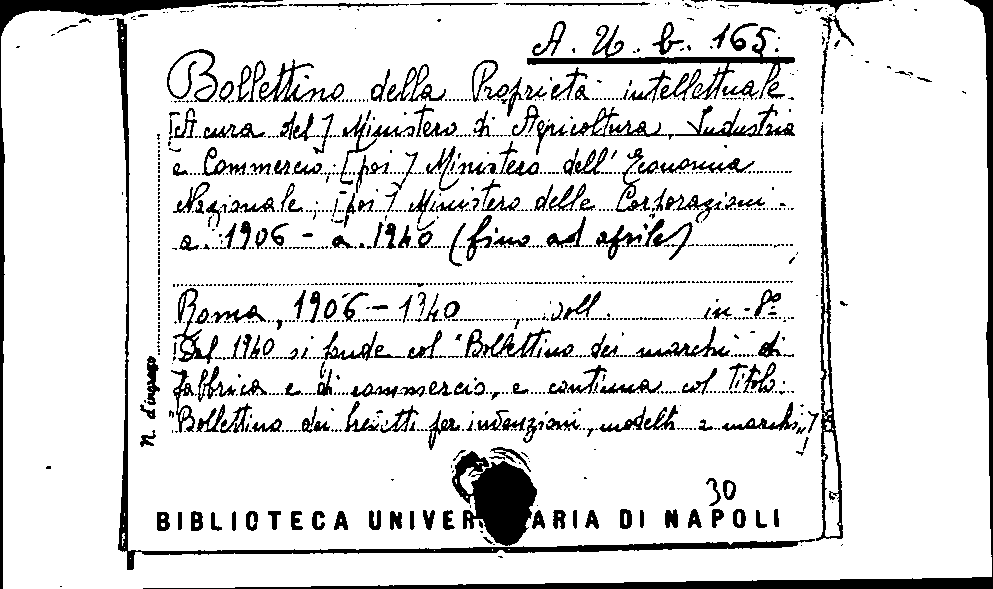 A. U. b. 165.
Bollettino della Proprietà intellettuale.
[A cura del] Ministero di Agricoltura, Industria
e Commercio; [poi] Ministero dell'Economia
Nazionale; [poi] Ministero delle Corporazioni.
a. 1906 - a. 1940 (fino ad aprile)
Roma, 1906-1940 , voll. in-8º
[Dal 1940 si fonde col "Bollettino dei marchi di
fabbrica e di commercio, e continua col titolo:
"Bollettino dei brevetti per invenzioni, modelli e marchi"]
N. d'ingresso
30
BIBLIOTECA UNIVER ARIA DI NAPOLI